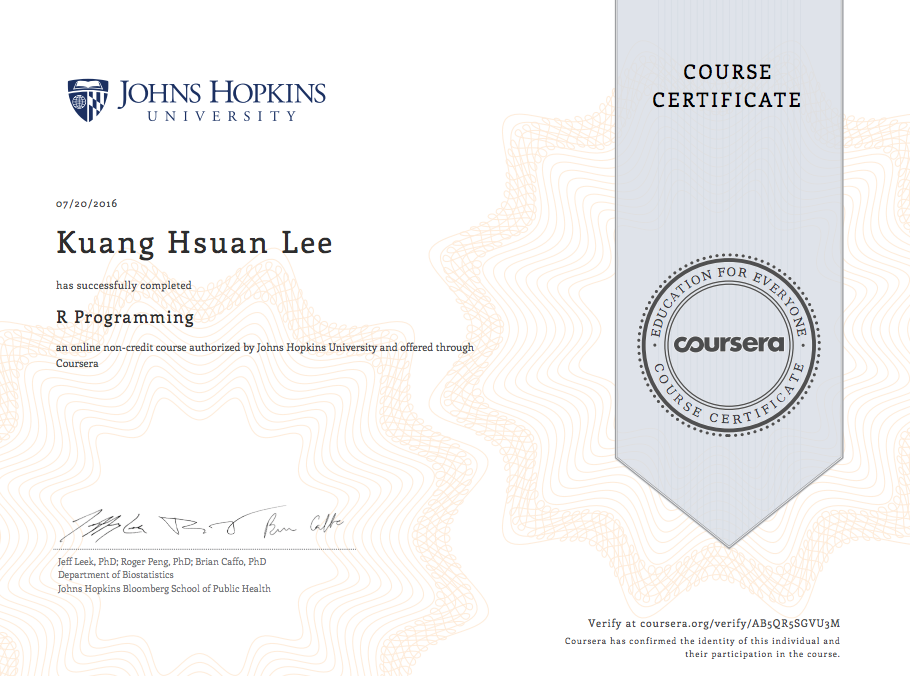 JOHNS HOPKINS
UNIVERSITY
COURSE
CERTIFICATE
07/20/2016
Kuang Hsuan Lee
has successfully completed
R Programming
an online non-credit course authorized by Johns Hopkins University and offered through
Coursera
EDUCATION FOR EVERYONE
coursera
COURSE CERTIFICATE
Jeff Leek, PhD; Roger Peng, PhD; Brian Caffo, PhD
Department of Biostatistics
Johns Hopkins Bloomberg School of Public Health
Verify at coursera.org/verify/AB5QR5SGVU3M
Coursera has confirmed the identity of this individual and
their participation in the course.